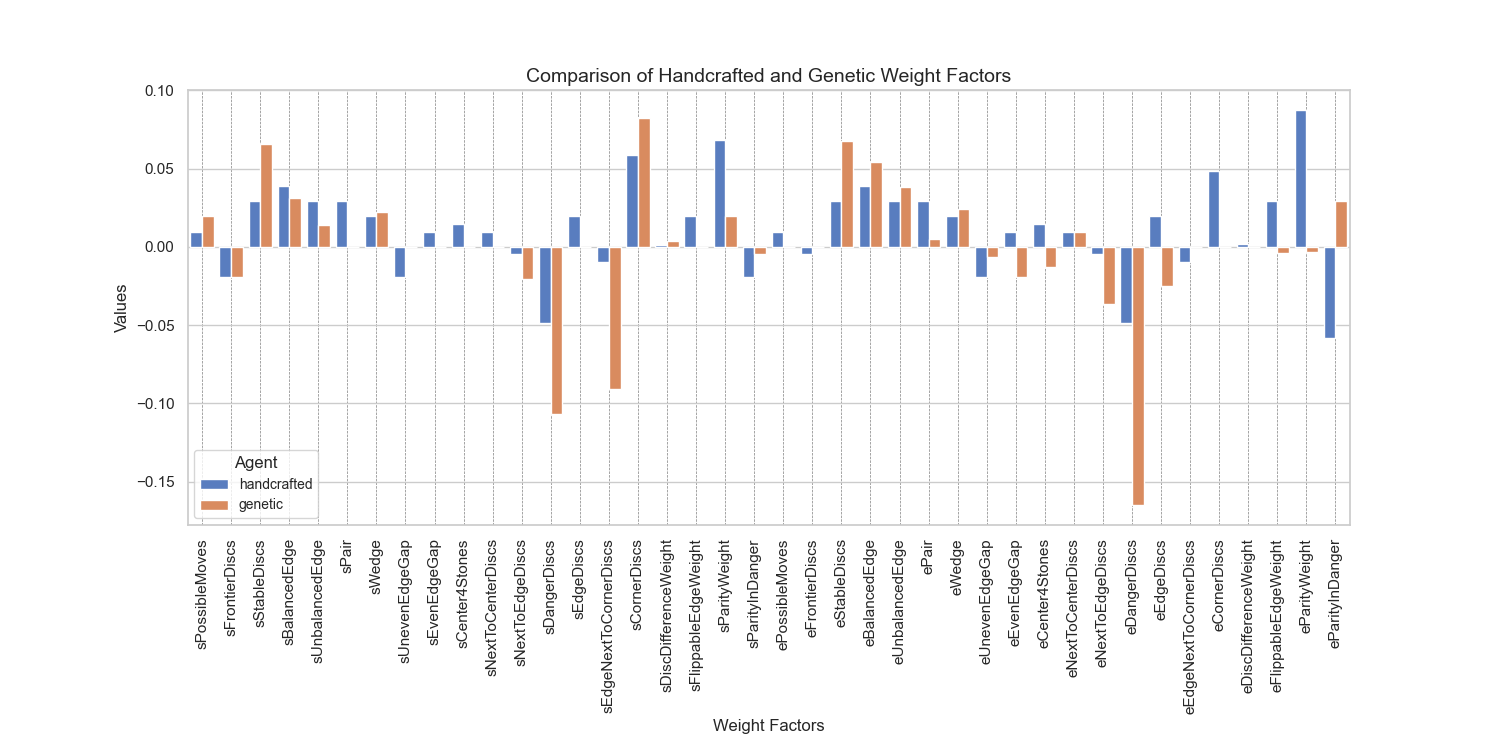 Comparison of Handcrafted and Genetic Weight Factors
0.10
0.05
0.00
−0.05
−0.10
−0.15
Values
Agent
handcrafted
genetic
sPossibleMoves
sFrontierDiscs
sStableDiscs
sBalancedEdge
sUnbalancedEdge
sPair
sWedge
sUnevenEdgeGap
sEvenEdgeGap
sCenter4Stones
sNextToCenterDiscs
sNextToEdgeDiscs
sDangerDiscs
sEdgeDiscs
sEdgeNextToCornerDiscs
sCornerDiscs
sDiscDifferenceWeight
sFlippableEdgeWeight
sParityWeight
sParityInDanger
ePossibleMoves
eFrontierDiscs
eStableDiscs
eBalancedEdge
eUnbalancedEdge
ePair
eWedge
eUnevenEdgeGap
eEvenEdgeGap
eCenter4Stones
eNextToCenterDiscs
eNextToEdgeDiscs
eDangerDiscs
eEdgeDiscs
eEdgeNextToCornerDiscs
eCornerDiscs
eDiscDifferenceWeight
eFlippableEdgeWeight
eParityWeight
eParityInDanger
Weight Factors